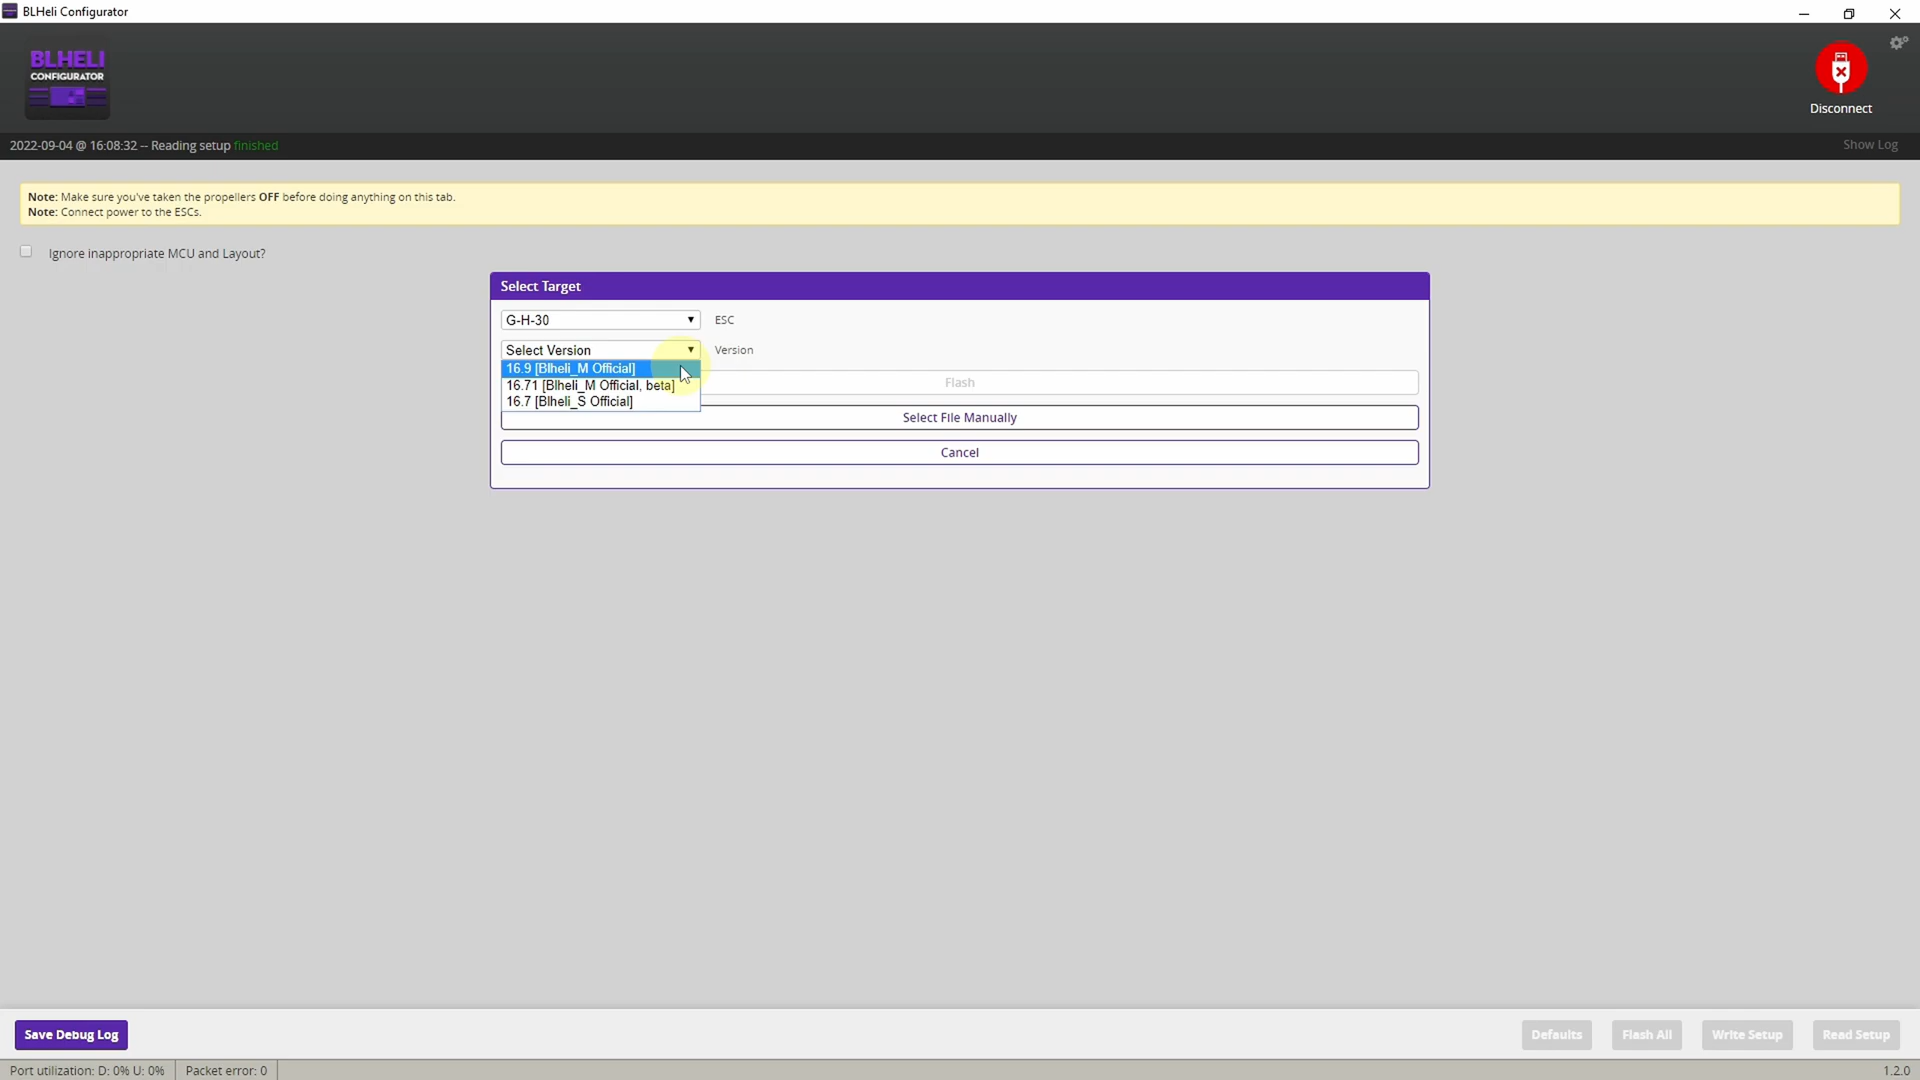 BLHeli Configurator
BLHELI
CONFIGURATOR
Disconnect
2022-09-04 @ 16:08:32 -- Reading setup finished
Show Log
Note: Make sure you've taken the propellers OFF before doing anything on this tab.
Note: Connect power to the ESCs.
Ignore inappropriate MCU and Layout?
Select Target
G-H-30
ESC
Select Version
Version
16.9 [Blheli_M Official]
16.71 [Blheli_M Official, beta]
16.7 [Blheli_S Official]
Flash
Select File Manually
Cancel
Save Debug Log
Defaults
Flash All
Write Setup
Read Setup
Port utilization: D: 0% U: 0%
Packet error: 0
1.2.0